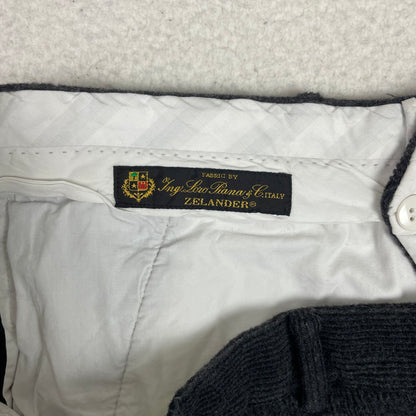 FABRIC BY
Ing. Loro Piana & C. ITALY
ZELANDER®